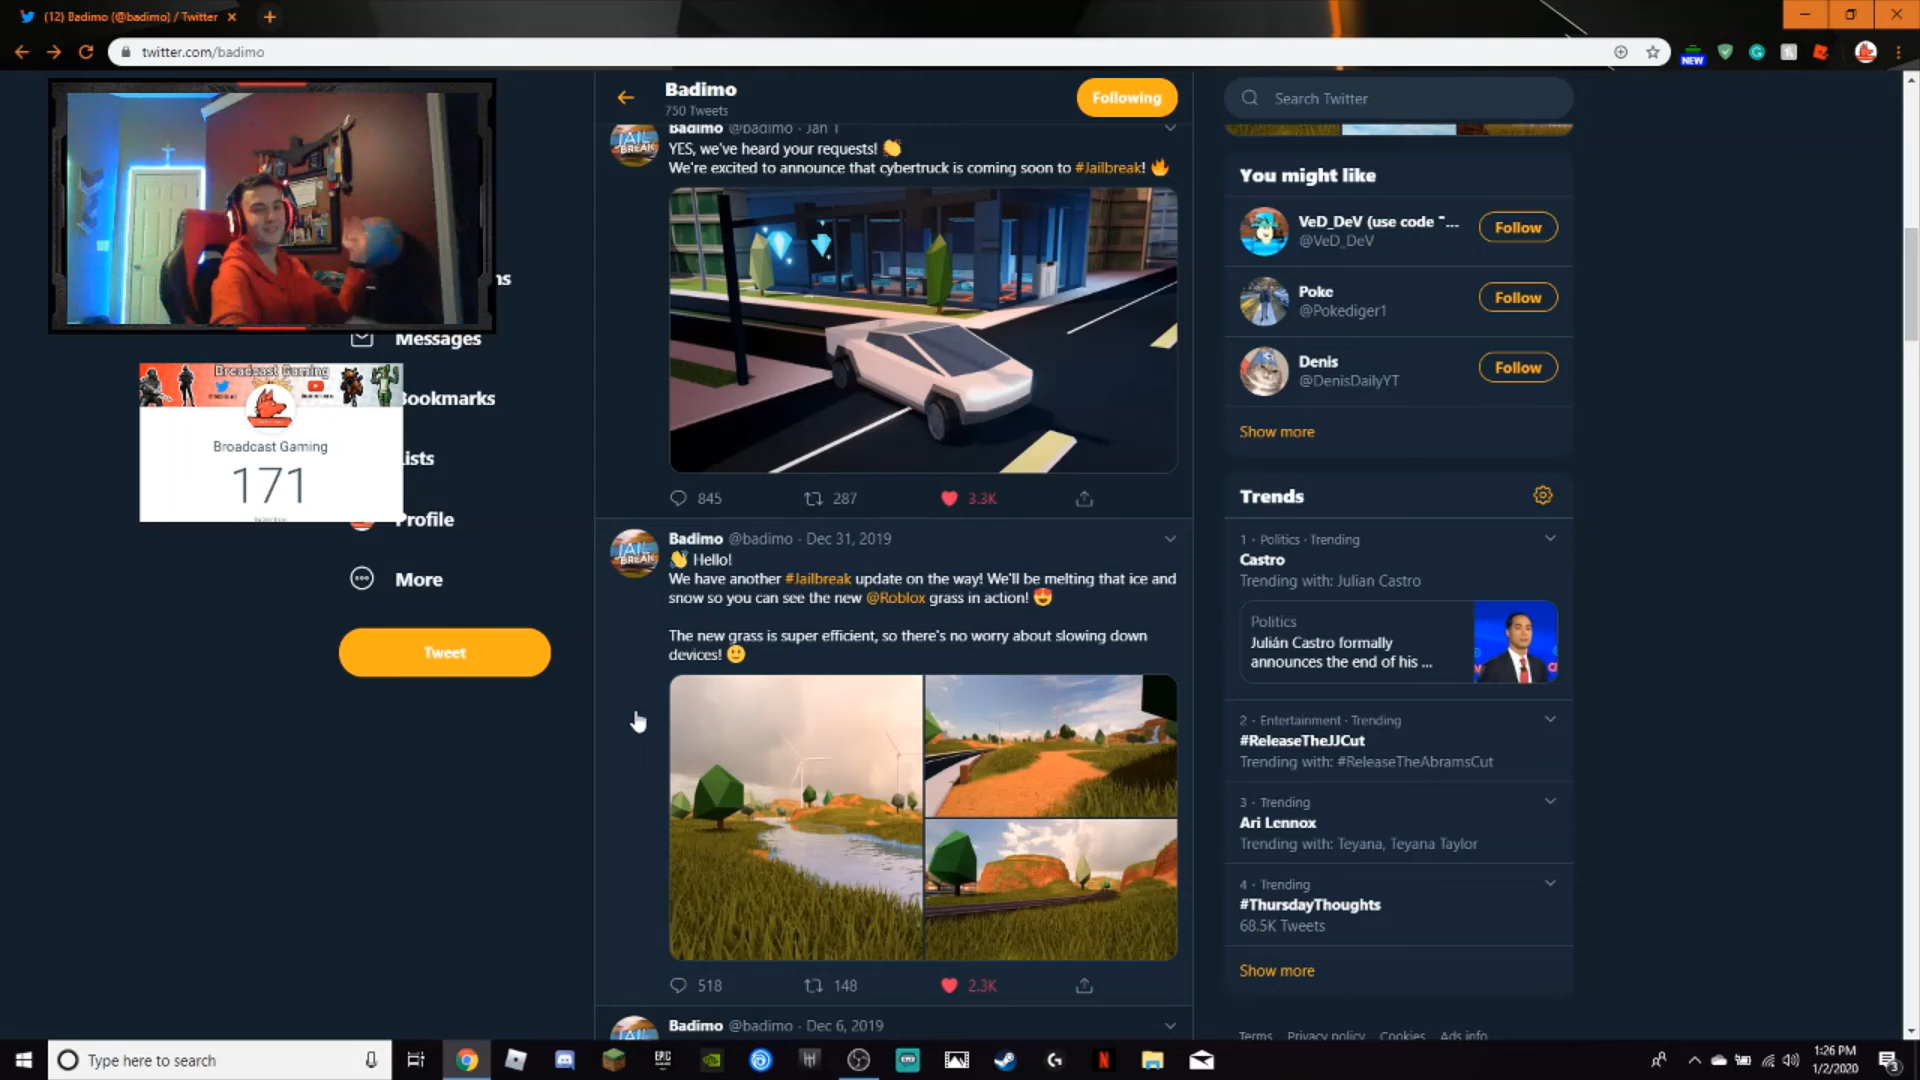 (12) Badimo (@badimo) / Twitter
twitter.com/badimo
NEW
Messages
Bookmarks
Lists
Profile
More
Tweet
Broadcast Gaming
Broadcast Gaming
171
Badimo
750 Tweets
Following
Badimo @badimo · Jan 1
YES, we've heard your requests! 👏
We're excited to announce that cybertruck is coming soon to #Jailbreak! 🔥
845 287 3.3K
JAIL
BREAK
Badimo @badimo · Dec 31, 2019
👋 Hello!
We have another #Jailbreak update on the way! We'll be melting that ice and
snow so you can see the new @Roblox grass in action! 😍
The new grass is super efficient, so there's no worry about slowing down
devices! 🙂
518 148 2.3K
Badimo @badimo · Dec 6, 2019
Search Twitter
You might like
VeD_DeV (use code "...
@VeD_DeV
Follow
Poke
@Pokediger1
Follow
Denis
@DenisDailyYT
Follow
Show more
Trends
1 · Politics · Trending
Castro
Trending with: Julian Castro
Politics
Julián Castro formally
announces the end of his ...
2 · Entertainment · Trending
#ReleaseTheJJCut
Trending with: #ReleaseTheAbramsCut
3 · Trending
Ari Lennox
Trending with: Teyana, Teyana Taylor
4 · Trending
#ThursdayThoughts
68.5K Tweets
Show more
Terms Privacy policy Cookies Ads info
Type here to search
EPIC
1:26 PM
1/2/2020
3